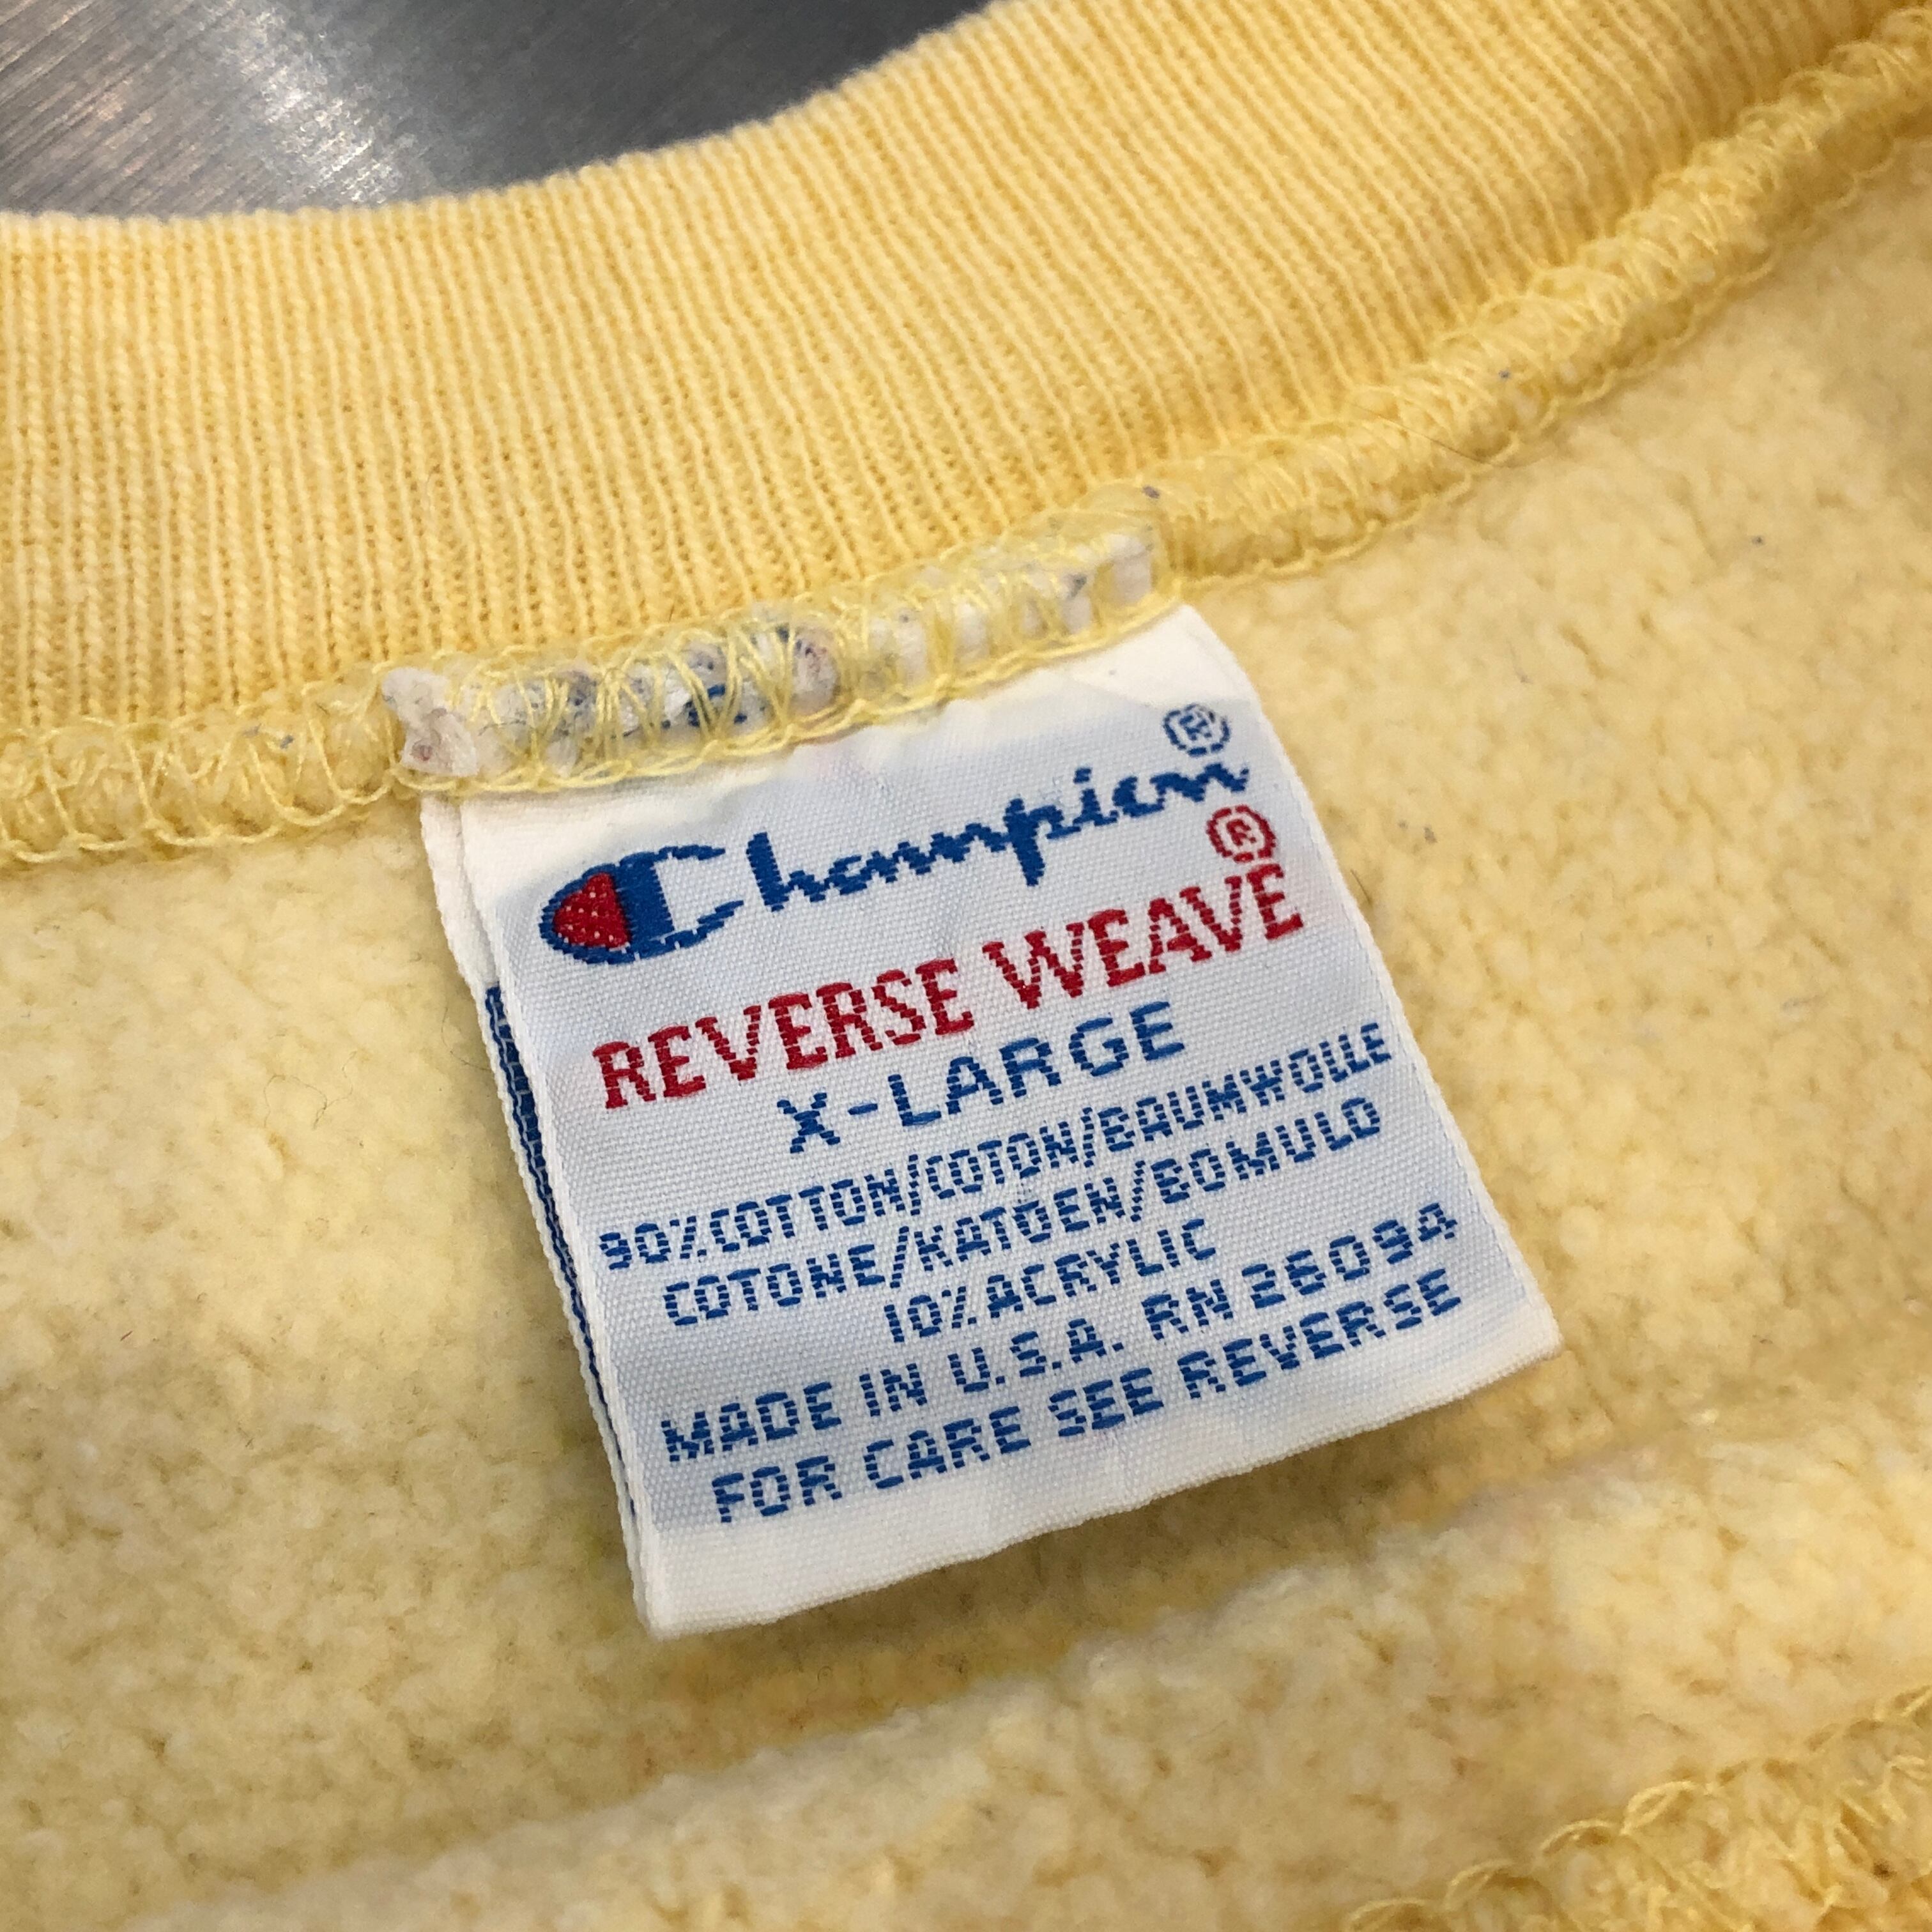 Champion®
REVERSE WEAVE®
X-LARGE
90%COTTON/COTON/BAUMWOLLE
COTONE/KATOEN/BOMULD
10%ACRYLIC
MADE IN U.S.A. RN 26094
FOR CARE SEE REVERSE